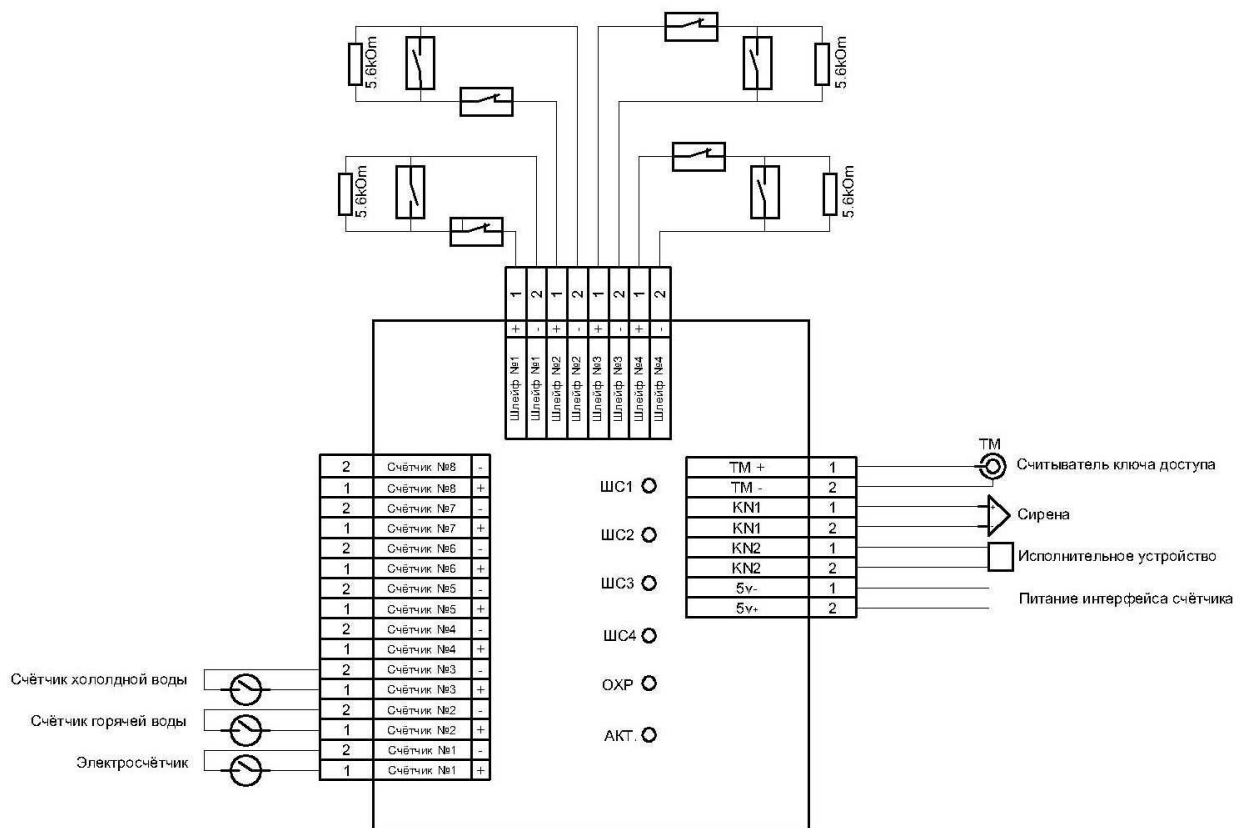 5.6kOm
5.6kOm
5.6kOm
5.6kOm
1 2 1 2 1 2 1 2
+ - + - + - + -
Шлейф №1
Шлейф №1
Шлейф №2
Шлейф №2
Шлейф №3
Шлейф №3
Шлейф №4
Шлейф №4
2 Счётчик №8 -
1 Счётчик №8 +
2 Счётчик №7 -
1 Счётчик №7 +
2 Счётчик №6 -
1 Счётчик №6 +
2 Счётчик №5 -
1 Счётчик №5 +
2 Счётчик №4 -
1 Счётчик №4 +
2 Счётчик №3 -
1 Счётчик №3 +
2 Счётчик №2 -
1 Счётчик №2 +
2 Счётчик №1 -
1 Счётчик №1 +
Счётчик хололдной воды
Счётчик горячей воды
Электросчётчик
ШС1
ШС2
ШС3
ШС4
ОХР
АКТ.
TM + 1
TM - 2
KN1 1
KN1 2
KN2 1
KN2 2
5v- 1
5v+ 2
TM
Считыватель ключа доступа
+
-
Сирена
Исполнительное устройство
Питание интерфейса счётчика